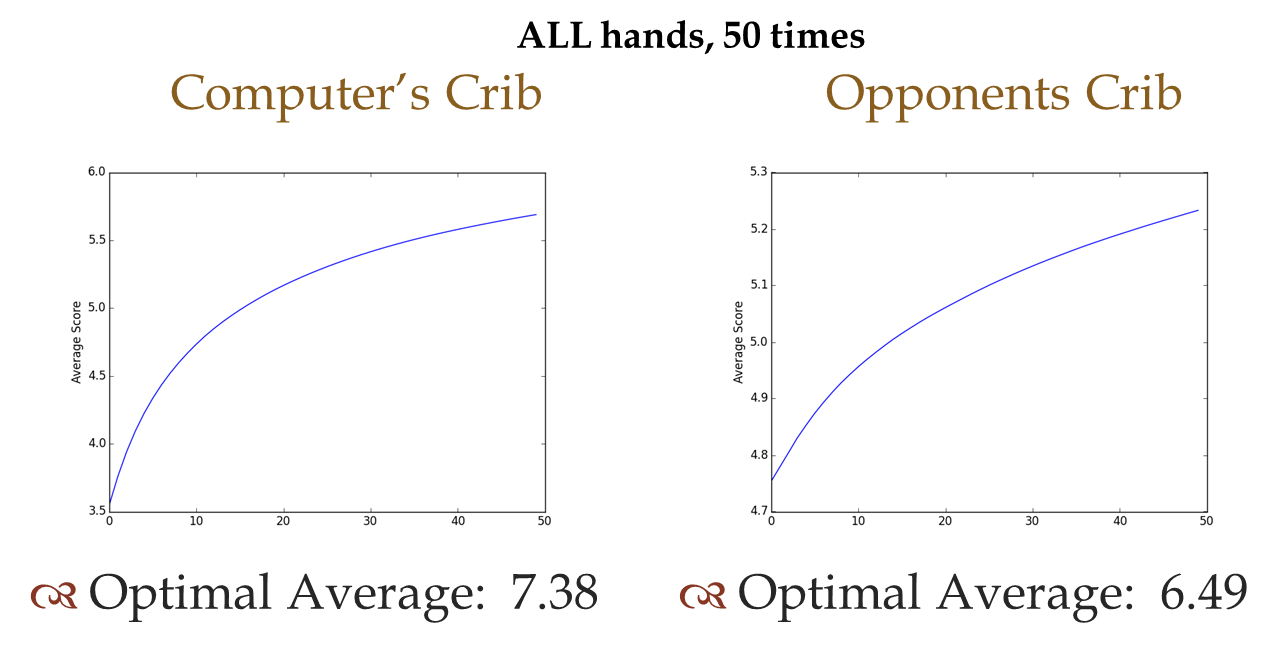 ALL hands, 50 times
Computer’s Crib
Opponents Crib
6.0
5.5
5.0
4.5
4.0
3.5
Average Score
0 10 20 30 40 50
5.3
5.2
5.1
5.0
4.9
4.8
4.7
Average Score
0 10 20 30 40 50
Optimal Average: 7.38
Optimal Average: 6.49